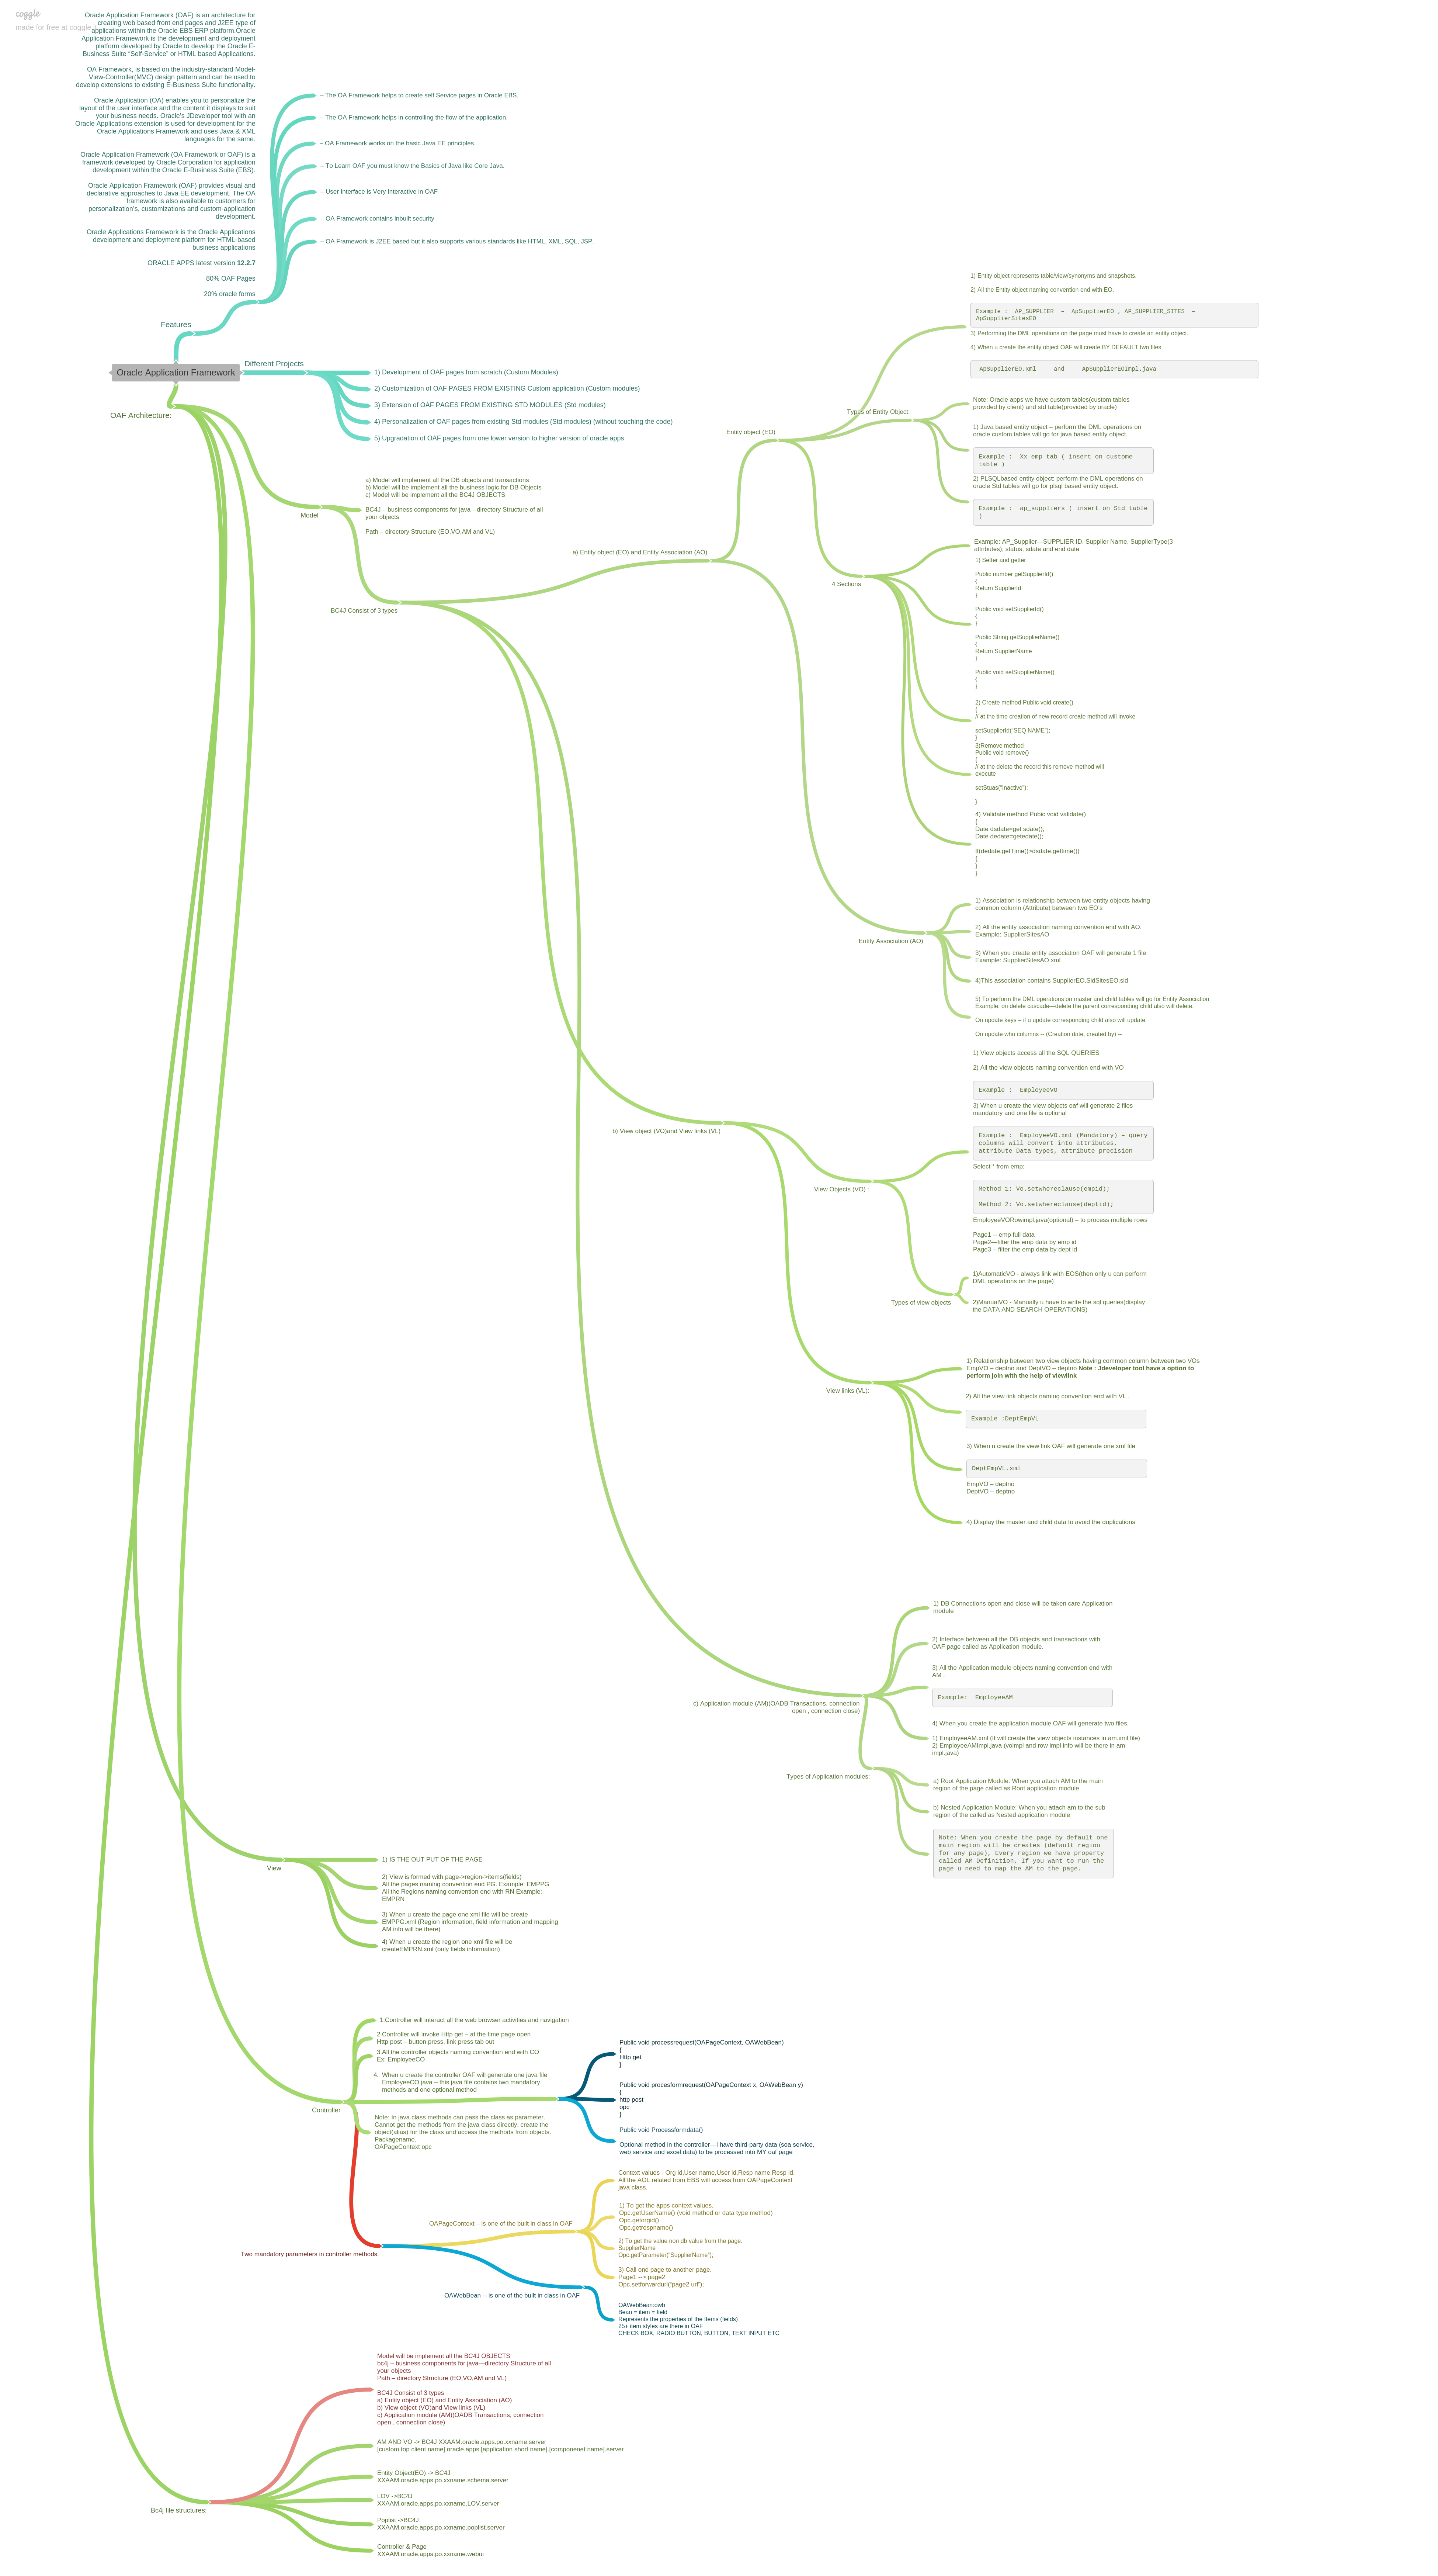 coggle
made for free at coggle.it
Oracle Application Framework (OAF) is an architecture for
creating web based front end pages and J2EE type of
applications within the Oracle EBS ERP platform.Oracle
Application Framework is the development and deployment
platform developed by Oracle to develop the Oracle E-
Business Suite "Self-Service" or HTML based Applications.
OA Framework, is based on the industry-standard Model-
View-Controller(MVC) design pattern and can be used to
develop extensions to existing E-Business Suite functionality.
Oracle Application (OA) enables you to personalize the
layout of the user interface and the content it displays to suit
your business needs. Oracle's JDeveloper tool with an
Oracle Applications extension is used for development for the
Oracle Applications Framework and uses Java & XML
languages for the same.
Oracle Application Framework (OA Framework or OAF) is a
framework developed by Oracle Corporation for application
development within the Oracle E-Business Suite (EBS).
Oracle Application Framework (OAF) provides visual and
declarative approaches to Java EE development. The OA
framework is also available to customers for
personalization's, customizations and custom-application
development.
Oracle Applications Framework is the Oracle Applications
development and deployment platform for HTML-based
business applications
ORACLE APPS latest version 12.2.7
80% OAF Pages
20% oracle forms
– The OA Framework helps to create self Service pages in Oracle EBS.
– The OA Framework helps in controlling the flow of the application.
– OA Framework works on the basic Java EE principles.
– To Learn OAF you must know the Basics of Java like Core Java.
– User Interface is Very Interactive in OAF
– OA Framework contains inbuilt security
– OA Framework is J2EE based but it also supports various standards like HTML, XML, SQL, JSP.
Features
Oracle Application Framework
Different Projects
1) Development of OAF pages from scratch (Custom Modules)
2) Customization of OAF PAGES FROM EXISTING Custom application (Custom modules)
3) Extension of OAF PAGES FROM EXISTING STD MODULES (Std modules)
4) Personalization of OAF pages from existing Std modules (Std modules) (without touching the code)
5) Upgradation of OAF pages from one lower version to higher version of oracle apps
OAF Architecture:
Model
a) Model will implement all the DB objects and transactions
b) Model will be implement all the business logic for DB Objects
c) Model will be implement all the BC4J OBJECTS
BC4J – business components for java—directory Structure of all
your objects
Path – directory Structure (EO,VO,AM and VL)
BC4J Consist of 3 types
a) Entity object (EO) and Entity Association (AO)
Entity object (EO)
1) Entity object represents table/view/synonyms and snapshots.
2) All the Entity object naming convention end with EO.
Example :  AP_SUPPLIER  –  ApSupplierEO , AP_SUPPLIER_SITES  –
ApSupplierSitesEO
3) Performing the DML operations on the page must have to create an entity object.
4) When u create the entity object OAF will create BY DEFAULT two files.
ApSupplierEO.xml     and     ApSupplierEOImpl.java
Types of Entity Object:
Note: Oracle apps we have custom tables(custom tables
provided by client) and std table(provided by oracle)
1) Java based entity object – perform the DML operations on
oracle custom tables will go for java based entity object.
Example :  Xx_emp_tab ( insert on custome
table )
2) PLSQLbased entity object: perform the DML operations on
oracle Std tables will go for plsql based entity object.
Example :  ap_suppliers ( insert on Std table
)
4 Sections
Example: AP_Supplier—SUPPLIER ID, Supplier Name, SupplierType(3
attributes), status, sdate and end date
1) Setter and getter
Public number getSupplierId()
{
Return SupplierId
}
Public void setSupplierId()
{
}
Public String getSupplierName()
{
Return SupplierName
}
Public void setSupplierName()
{
}
2) Create method Public void create()
{
// at the time creation of new record create method will invoke
setSupplierId("SEQ NAME");
}
3)Remove method
Public void remove()
{
// at the delete the record this remove method will
execute
setStuas("Inactive");
}
4) Validate method Pubic void validate()
{
Date dsdate=get sdate();
Date dedate=getedate();
if(dedate.getTime()>dsdate.gettime())
{
}
}
Entity Association (AO)
1) Association is relationship between two entity objects having
common column (Attribute) between two EO's
2) All the entity association naming convention end with AO.
Example: SupplierSitesAO
3) When you create entity association OAF will generate 1 file
Example: SupplierSitesAO.xml
4)This association contains SupplierEO.SidSitesEO.sid
5) To perform the DML operations on master and child tables will go for Entity Association
Example: on delete cascade—delete the parent corresponding child also will delete.
On update keys – if u update corresponding child also will update
On update who columns -- (Creation date, created by) --
b) View object (VO)and View links (VL)
View Objects (VO) :
1) View objects access all the SQL QUERIES
2) All the view objects naming convention end with VO
Example :  EmployeeVO
3) When u create the view objects oaf will generate 2 files
mandatory and one file is optional
Example :  EmployeeVO.xml (Mandatory) – query
columns will convert into attributes,
attribute Data types, attribute precision
Select * from emp;
Method 1: Vo.setwhereclause(empid);
Method 2: Vo.setwhereclause(deptid);
EmployeeVORowimpl.java(optional) – to process multiple rows
Page1 -- emp full data
Page2—filter the emp data by emp id
Page3 – filter the emp data by dept id
Types of view objects
1)AutomaticVO - always link with EOS(then only u can perform
DML operations on the page)
2)ManualVO - Manually u have to write the sql queries(display
the DATA AND SEARCH OPERATIONS)
View links (VL):
1) Relationship between two view objects having common column between two VOs
EmpVO – deptno and DeptVO – deptno Note : Jdeveloper tool have a option to
perform join with the help of viewlink
2) All the view link objects naming convention end with VL .
Example :DeptEmpVL
3) When u create the view link OAF will generate one xml file
DeptEmpVL.xml
EmpVO – deptno
DeptVO – deptno
4) Display the master and child data to avoid the duplications
c) Application module (AM)(OADB Transactions, connection
open , connection close)
1) DB Connections open and close will be taken care Application
module
2) Interface between all the DB objects and transactions with
OAF page called as Application module.
3) All the Application module objects naming convention end with
AM .
Example:  EmployeeAM
4) When you create the application module OAF will generate two files.
1) EmployeeAM.xml (It will create the view objects instances in am.xml file)
2) EmployeeAMImpl.java (voimpl and row impl info will be there in am
impl.java)
Types of Application modules:
a) Root Application Module: When you attach AM to the main
region of the page called as Root application module
b) Nested Application Module: When you attach am to the sub
region of the called as Nested application module
Note: When you create the page by default one
main region will be creates (default region
for any page), Every region we have property
called AM Definition, If you want to run the
page u need to map the AM to the page.
View
1) IS THE OUT PUT OF THE PAGE
2) View is formed with page->region->items(fields)
All the pages naming convention end PG. Example: EMPPG
All the Regions naming convention end with RN Example:
EMPRN
3) When u create the page one xml file will be create
EMPPG.xml (Region information, field information and mapping
AM info will be there)
4) When u create the region one xml file will be
createEMPRN.xml (only fields information)
Controller
1.Controller will interact all the web browser activities and navigation
2.Controller will invoke Http get – at the time page open
Http post – button press, link press tab out
3.All the controller objects naming convention end with CO
Ex: EmployeeCO
4. When u create the controller OAF will generate one java file
EmployeeCO.java – this java file contains two mandatory
methods and one optional method
Public void processrequest(OAPageContext, OAWebBean)
{
Http get
}
Public void procesformrequest(OAPageContext x, OAWebBean y)
{
http post
opc
}
Public void Processformdata()
Optional method in the controller—I have third-party data (soa service,
web service and excel data) to be processed into MY oaf page
Note: In java class methods can pass the class as parameter.
Cannot get the methods from the java class directly, create the
object(alias) for the class and access the methods from objects.
Packagename.
OAPageContext opc
Two mandatory parameters in controller methods.
OAPageContext – is one of the built in class in OAF
Context values - Org id,User name,User id,Resp name,Resp id.
All the AOL related from EBS will access from OAPageContext
java class.
1) To get the apps context values.
Opc.getUserName() (void method or data type method)
Opc.getorgid()
Opc.getrespname()
2) To get the value non db value from the page.
SupplierName
Opc.getParameter("SupplierName");
3) Call one page to another page.
Page1 --> page2
Opc.setforwardurl("page2 url");
OAWebBean -- is one of the built in class in OAF
OAWebBean:owb
Bean = item = field
Represents the properties of the Items (fields)
25+ item styles are there in OAF
CHECK BOX, RADIO BUTTON, BUTTON, TEXT INPUT ETC
Bc4j file structures:
Model will be implement all the BC4J OBJECTS
bc4j – business components for java—directory Structure of all
your objects
Path – directory Structure (EO,VO,AM and VL)
BC4J Consist of 3 types
a) Entity object (EO) and Entity Association (AO)
b) View object (VO)and View links (VL)
c) Application module (AM)(OADB Transactions, connection
open , connection close)
AM AND VO -> BC4J XXAAM.oracle.apps.po.xxname.server
[custom top client name].oracle.apps.[application short name].[componenet name].server
Entity Object(EO) -> BC4J
XXAAM.oracle.apps.po.xxname.schema.server
LOV ->BC4J
XXAAM.oracle.apps.po.xxname.LOV.server
Poplist ->BC4J
XXAAM.oracle.apps.po.xxname.poplist.server
Controller & Page
XXAAM.oracle.apps.po.xxname.webui